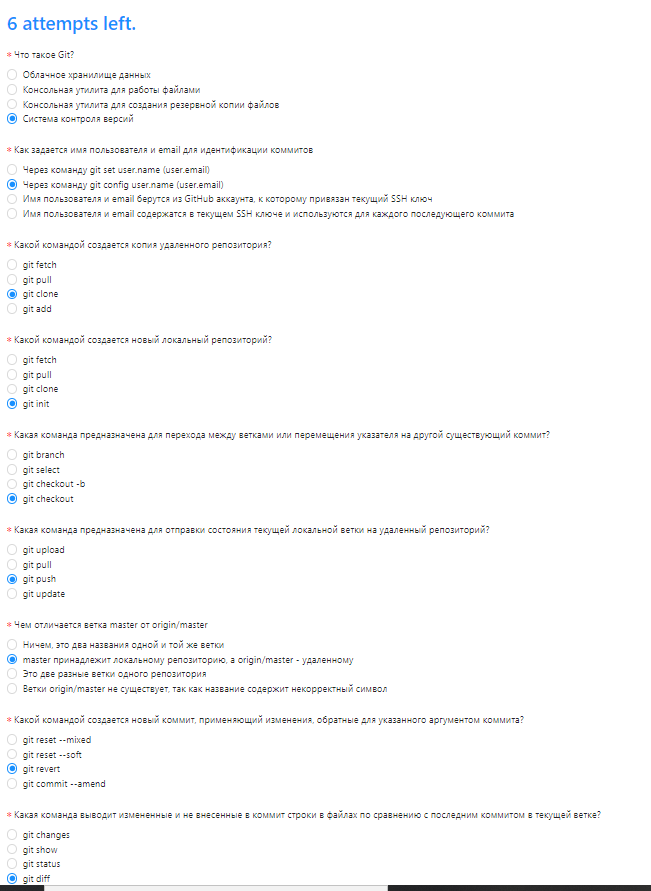 6 attempts left.
* Что такое Git?
Облачное хранилище данных
Консольная утилита для работы файлами
Консольная утилита для создания резервной копии файлов
Система контроля версий
* Как задается имя пользователя и email для идентификации коммитов
Через команду git set user.name (user.email)
Через команду git config user.name (user.email)
Имя пользователя и email берутся из GitHub аккаунта, к которому привязан текущий SSH ключ
Имя пользователя и email содержатся в текущем SSH ключе и используются для каждого последующего коммита
* Какой командой создается копия удаленного репозитория?
git fetch
git pull
git clone
git add
* Какой командой создается новый локальный репозиторий?
git fetch
git pull
git clone
git init
* Какая команда предназначена для перехода между ветками или перемещения указателя на другой существующий коммит?
git branch
git select
git checkout -b
git checkout
* Какая команда предназначена для отправки состояния текущей локальной ветки на удаленный репозиторий?
git upload
git pull
git push
git update
* Чем отличается ветка master от origin/master
Ничем, это два названия одной и той же ветки
master принадлежит локальному репозиторию, а origin/master - удаленному
Это две разные ветки одного репозитория
Ветки origin/master не существует, так как название содержит некорректный символ
* Какой командой создается новый коммит, применяющий изменения, обратные для указанного аргументом коммита?
git reset --mixed
git reset --soft
git revert
git commit --amend
* Какая команда выводит измененные и не внесенные в коммит строки в файлах по сравнению с последним коммитом в текущей ветке?
git changes
git show
git status
git diff